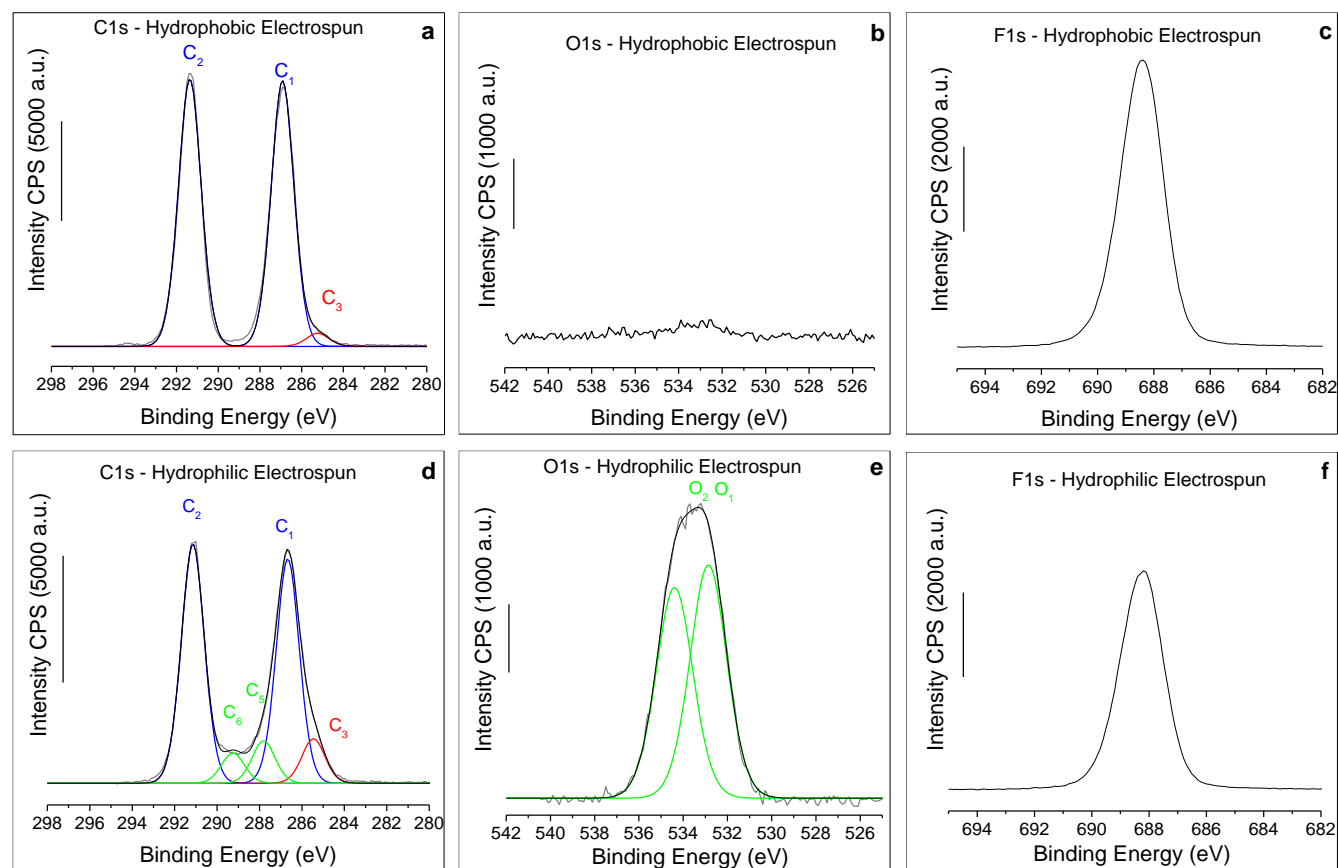 C1s - Hydrophobic Electrospun
a
C2
C1
C3
Intensity CPS (5000 a.u.)
298 296 294 292 290 288 286 284 282 280
Binding Energy (eV)
O1s - Hydrophobic Electrospun
b
Intensity CPS (1000 a.u.)
542 540 538 536 534 532 530 528 526
Binding Energy (eV)
F1s - Hydrophobic Electrospun
c
Intensity CPS (2000 a.u.)
694 692 690 688 686 684 682
Binding Energy (eV)
C1s - Hydrophilic Electrospun
d
C2
C1
C5
C6
C3
Intensity CPS (5000 a.u.)
298 296 294 292 290 288 286 284 282 280
Binding Energy (eV)
O1s - Hydrophilic Electrospun
e
O2 O1
Intensity CPS (1000 a.u.)
542 540 538 536 534 532 530 528 526
Binding Energy (eV)
F1s - Hydrophilic Electrospun
f
Intensity CPS (2000 a.u.)
694 692 690 688 686 684 682
Binding Energy (eV)